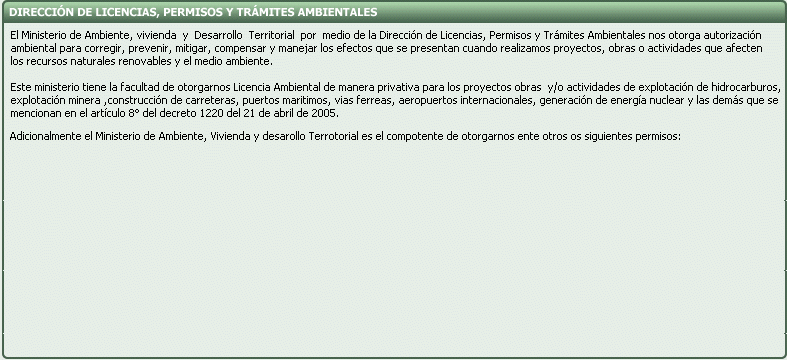 DIRECCIÓN DE LICENCIAS, PERMISOS Y TRÁMITES AMBIENTALES
El Ministerio de Ambiente, vivienda y Desarrollo Territorial por medio de la Dirección de Licencias, Permisos y Trámites Ambientales nos otorga autorización
ambiental para corregir, prevenir, mitigar, compensar y manejar los efectos que se presentan cuando realizamos proyectos, obras o actividades que afecten
los recursos naturales renovables y el medio ambiente.
Este ministerio tiene la facultad de otorgarnos Licencia Ambiental de manera privativa para los proyectos obras y/o actividades de explotación de hidrocarburos,
explotación minera ,construcción de carreteras, puertos maritimos, vias ferreas, aeropuertos internacionales, generación de energía nuclear y las demás que se
mencionan en el artículo 8° del decreto 1220 del 21 de abril de 2005.
Adicionalmente el Ministerio de Ambiente, Vivienda y desarollo Terrotorial es el compotente de otorgarnos ente otros os siguientes permisos: